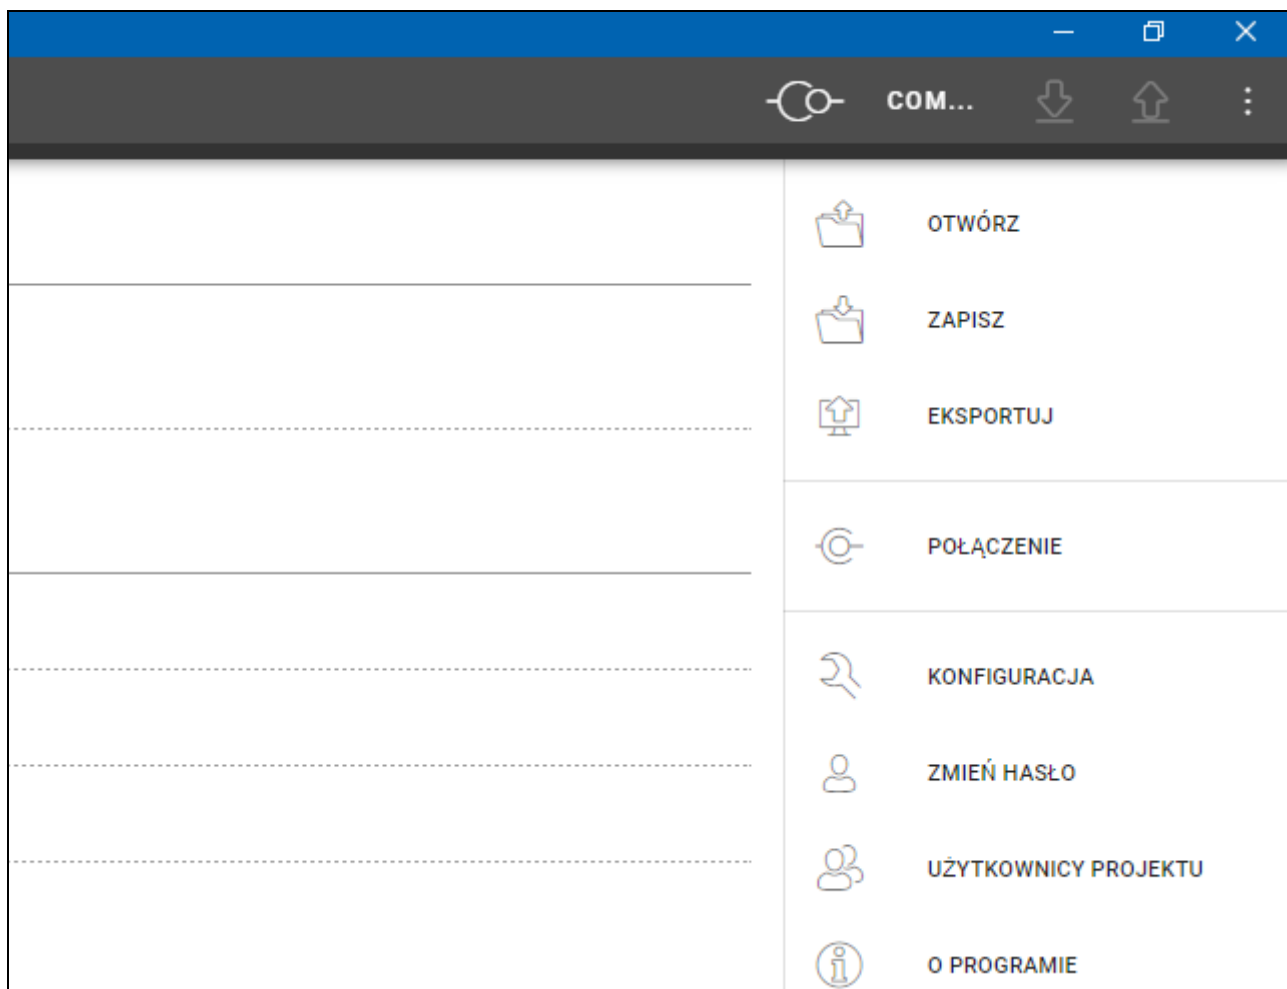 COM...
OTWÓRZ
ZAPISZ
EKSPORTUJ
POŁĄCZENIE
KONFIGURACJA
ZMIEŃ HASŁO
UŻYTKOWNICY PROJEKTU
O PROGRAMIE